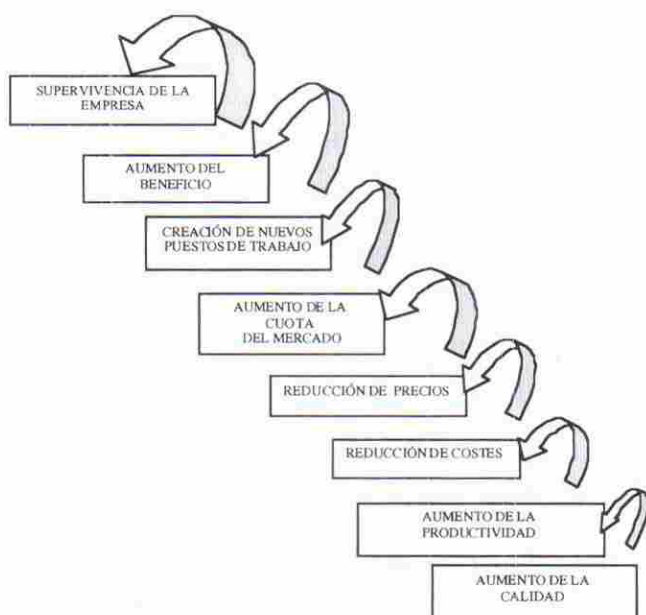 SUPERVIVENCIA DE LA
EMPRESA
AUMENTO DEL
BENEFICIO
CREACIÓN DE NUEVOS
PUESTOS DE TRABAJO
AUMENTO DE LA
CUOTA
DEL MERCADO
REDUCCIÓN DE PRECIOS
REDUCCIÓN DE COSTES
AUMENTO DE LA
PRODUCTIVIDAD
AUMENTO DE LA
CALIDAD